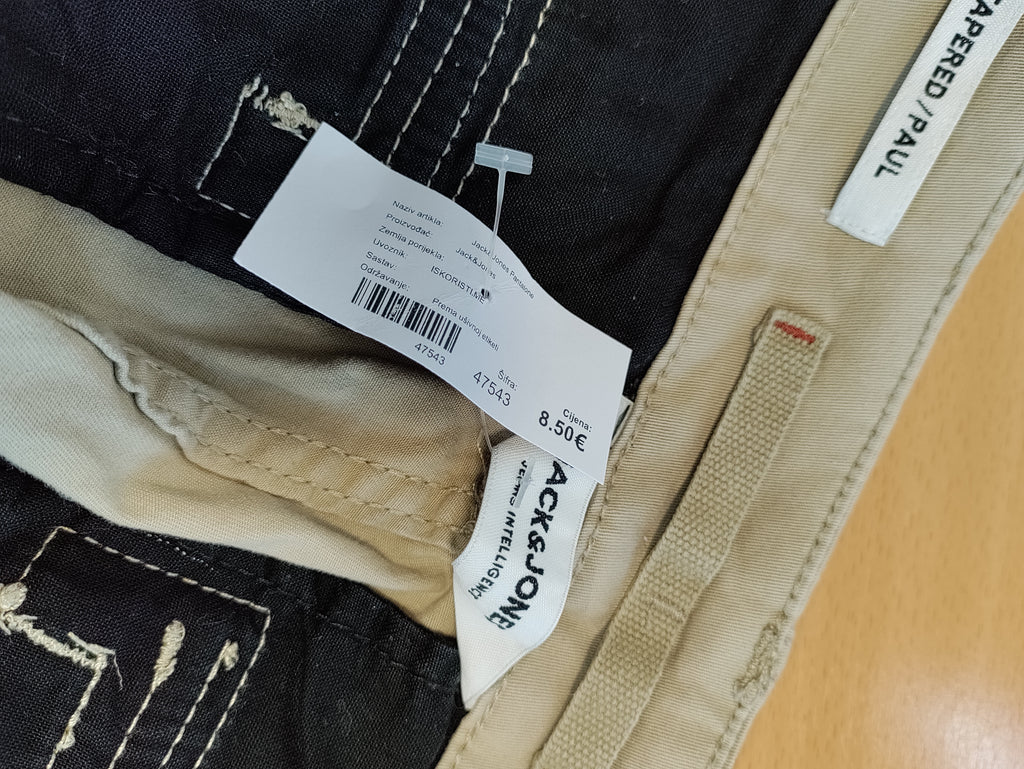 TAPERED/PAUL
Naziv artikla: Jack&Jones Pantalone
Proizvođač: Jack&Jones
Zemlja porijekla:
Uvoznik: ISKORISTI.ME
Sastav:
Održavanje: Prema ušivnoj etiketi
47543
Šifra:
47543
Cijena:
8.50€
JACK&JONES
JEANS INTELLIGENCE